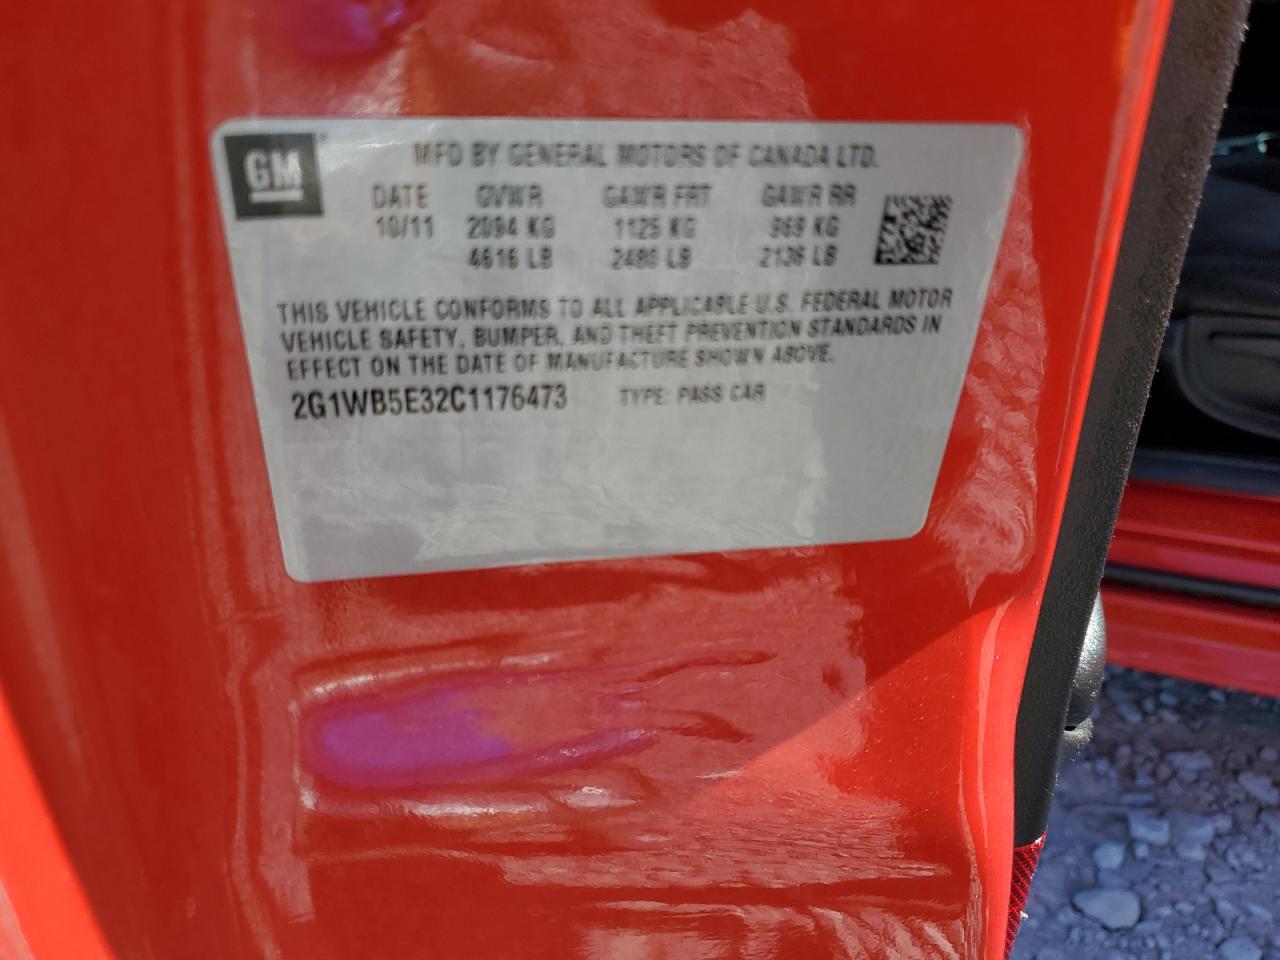 GM
MFD BY GENERAL MOTORS OF CANADA LTD.
DATE GVWR GAWR FRT GAWR RR
10/11 2094 KG 1125 KG 969 KG
4616 LB 2480 LB 2136 LB
THIS VEHICLE CONFORMS TO ALL APPLICABLE U.S. FEDERAL MOTOR
VEHICLE SAFETY, BUMPER, AND THEFT PREVENTION STANDARDS IN
EFFECT ON THE DATE OF MANUFACTURE SHOWN ABOVE.
2G1WB5E32C1176473 TYPE: PASS CAR